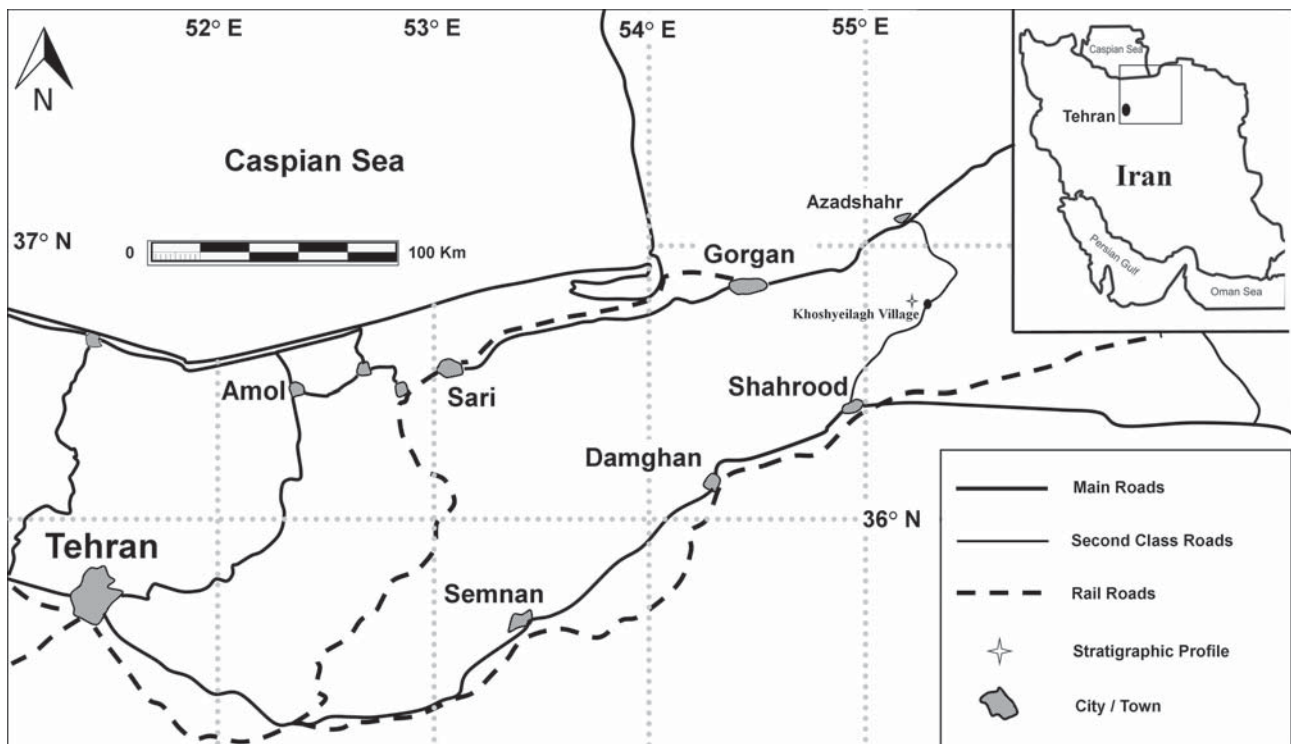 52° E
53° E
54° E
55° E
N
Caspian Sea
37° N
0
100 Km
Azadshahr
Gorgan
Khoshyeilagh Village
Amol
Sari
Shahrood
Damghan
36° N
Tehran
Semnan
Caspian Sea
Tehran
Iran
Persian Gulf
Oman Sea
Main Roads
Second Class Roads
Rail Roads
Stratigraphic Profile
City / Town